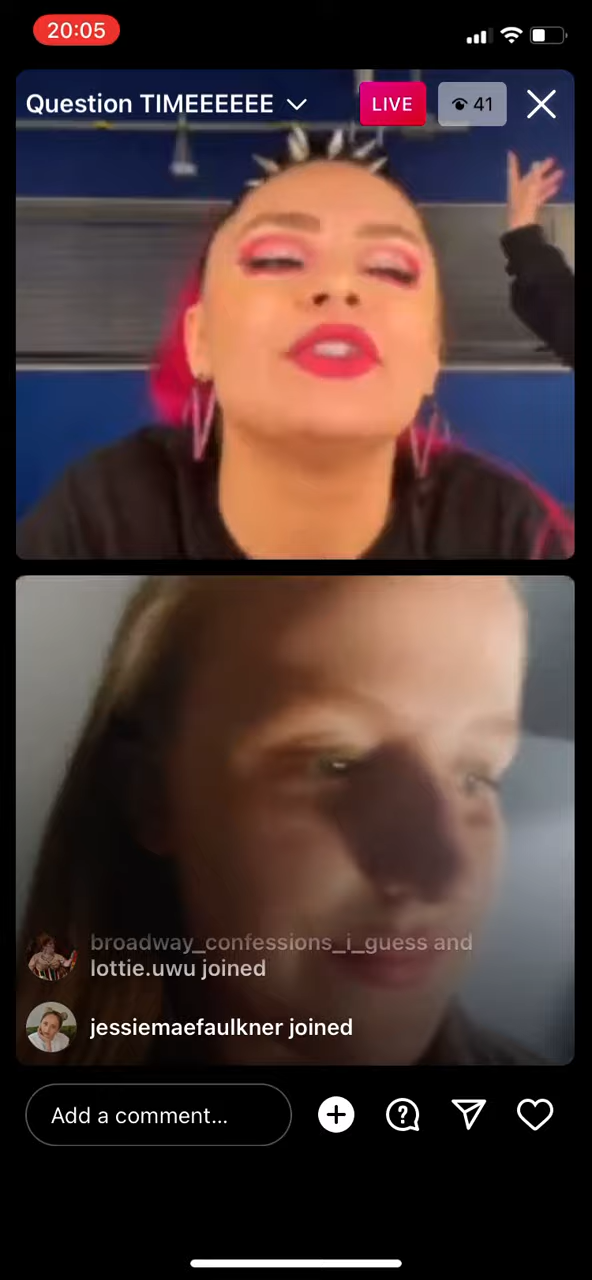 20:05
Question TIMEEEEEE
LIVE
41
broadway_confessions_i_guess and
lottie.uwu joined
jessiemaefaulkner joined
Add a comment...